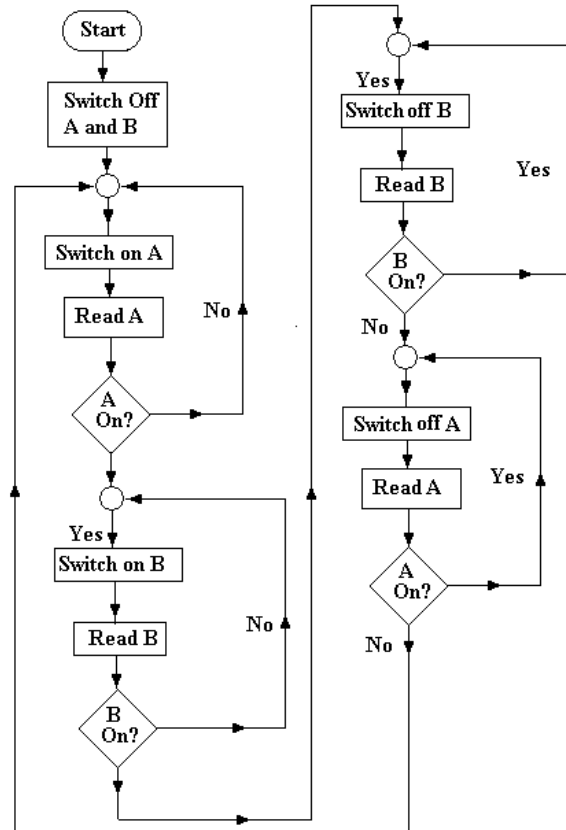 Start
Switch Off
A and B
Switch on A
Read A
No
A
On?
Yes
Switch on B
Read B
No
B
On?
Yes
Switch off B
Read B
Yes
B
On?
No
Switch off A
Read A
Yes
A
On?
No